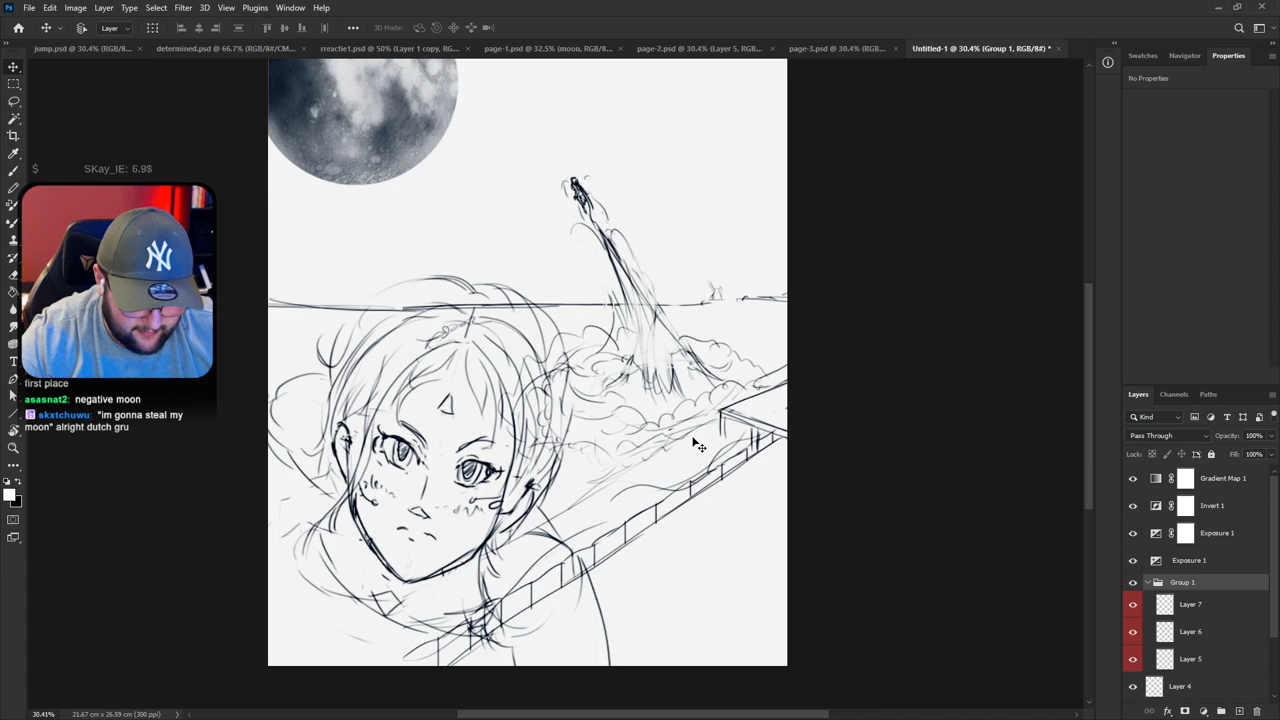 File Edit Image Layer Type Select Filter 3D View Plugins Window Help
Layer 3D Mode:
jump.psd @ 30.4% (RGB/8... × determined.psd @ 66.7% (RGB/8#/CM... × rreactie1.psd @ 50% (Layer 1 copy, RG... × page-1.psd @ 32.5% (moon, RGB/8... × page-2.psd @ 30.4% (Layer 5, RGB/... × page-3.psd @ 30.4% (RGB/... × Untitled-1 @ 30.4% (Group 1, RGB/8#) * ×
Swatches Navigator Properties
No Properties
$ SKay_IE: 6.9$
NY
first place
asasnat2: negative moon
skxtchuwu: "im gonna steal my
moon" alright dutch gru
Layers Channels Paths
Kind
Pass Through Opacity: 100%
Lock: Fill: 100%
Gradient Map 1
Invert 1
Exposure 1
Exposure 1
Group 1
Layer 7
Layer 6
Layer 5
Layer 4
30.41% 21.67 cm x 26.59 cm (300 ppi)